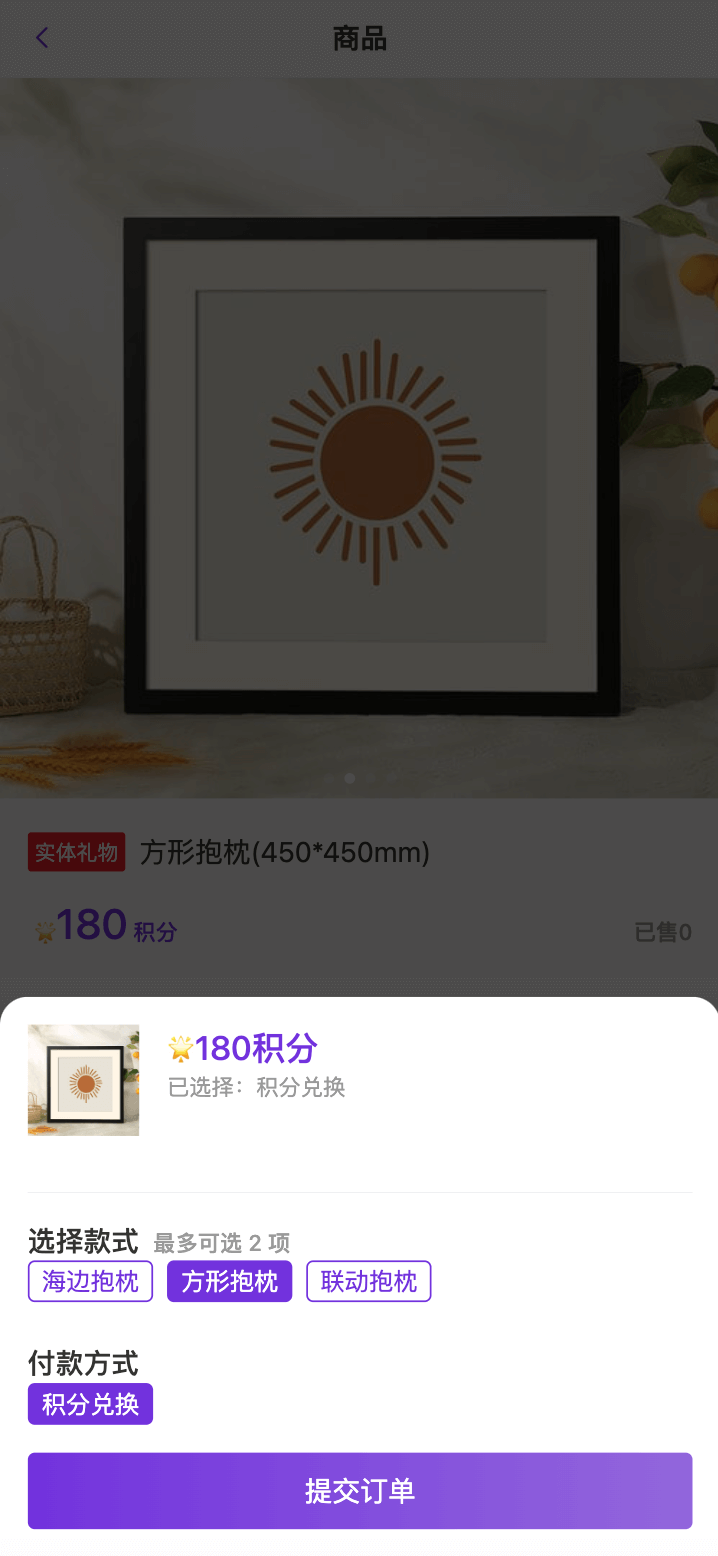 商品
实体礼物 方形抱枕(450*450mm)
180 积分 已售0
180积分
已选择：积分兑换
选择款式 最多可选 2 项
海边抱枕 方形抱枕 联动抱枕
付款方式
积分兑换
提交订单